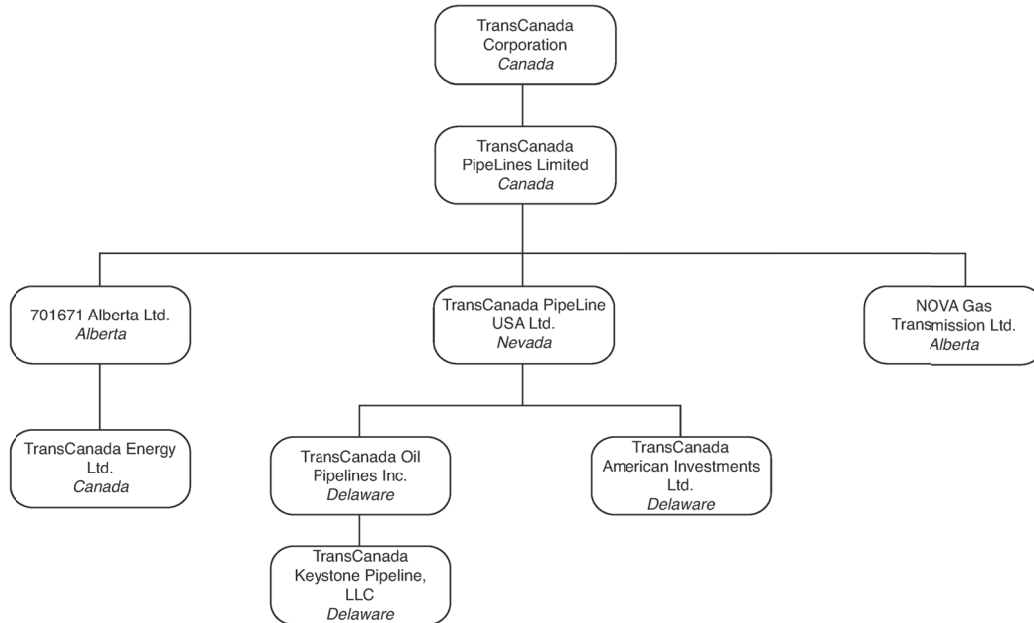 TransCanada
Corporation
Canada
TransCanada
PipeLines Limited
Canada
701671 Alberta Ltd.
Alberta
TransCanada PipeLine
USA Ltd.
Nevada
NOVA Gas
Transmission Ltd.
Alberta
TransCanada Energy
Ltd.
Canada
TransCanada Oil
Pipelines Inc.
Delaware
TransCanada
American Investments
Ltd.
Delaware
TransCanada
Keystone Pipeline,
LLC
Delaware